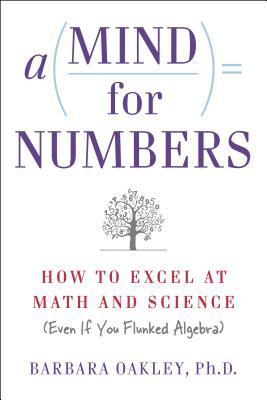 a (MIND) =
for
NUMBERS
HOW TO EXCEL AT
MATH AND SCIENCE
(Even If You Flunked Algebra)
BARBARA OAKLEY, Ph.D.